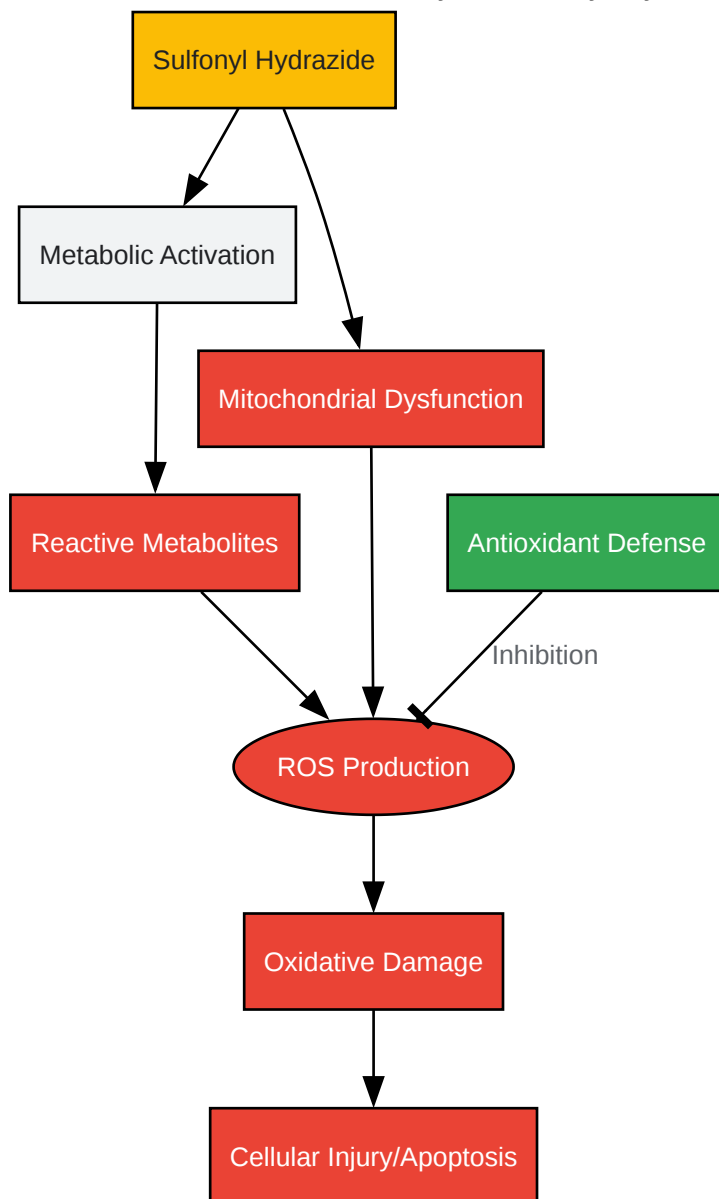 Sulfonyl Hydrazide
Metabolic Activation
Mitochondrial Dysfunction
Reactive Metabolites
Antioxidant Defense
Inhibition
ROS Production
Oxidative Damage
Cellular Injury/Apoptosis